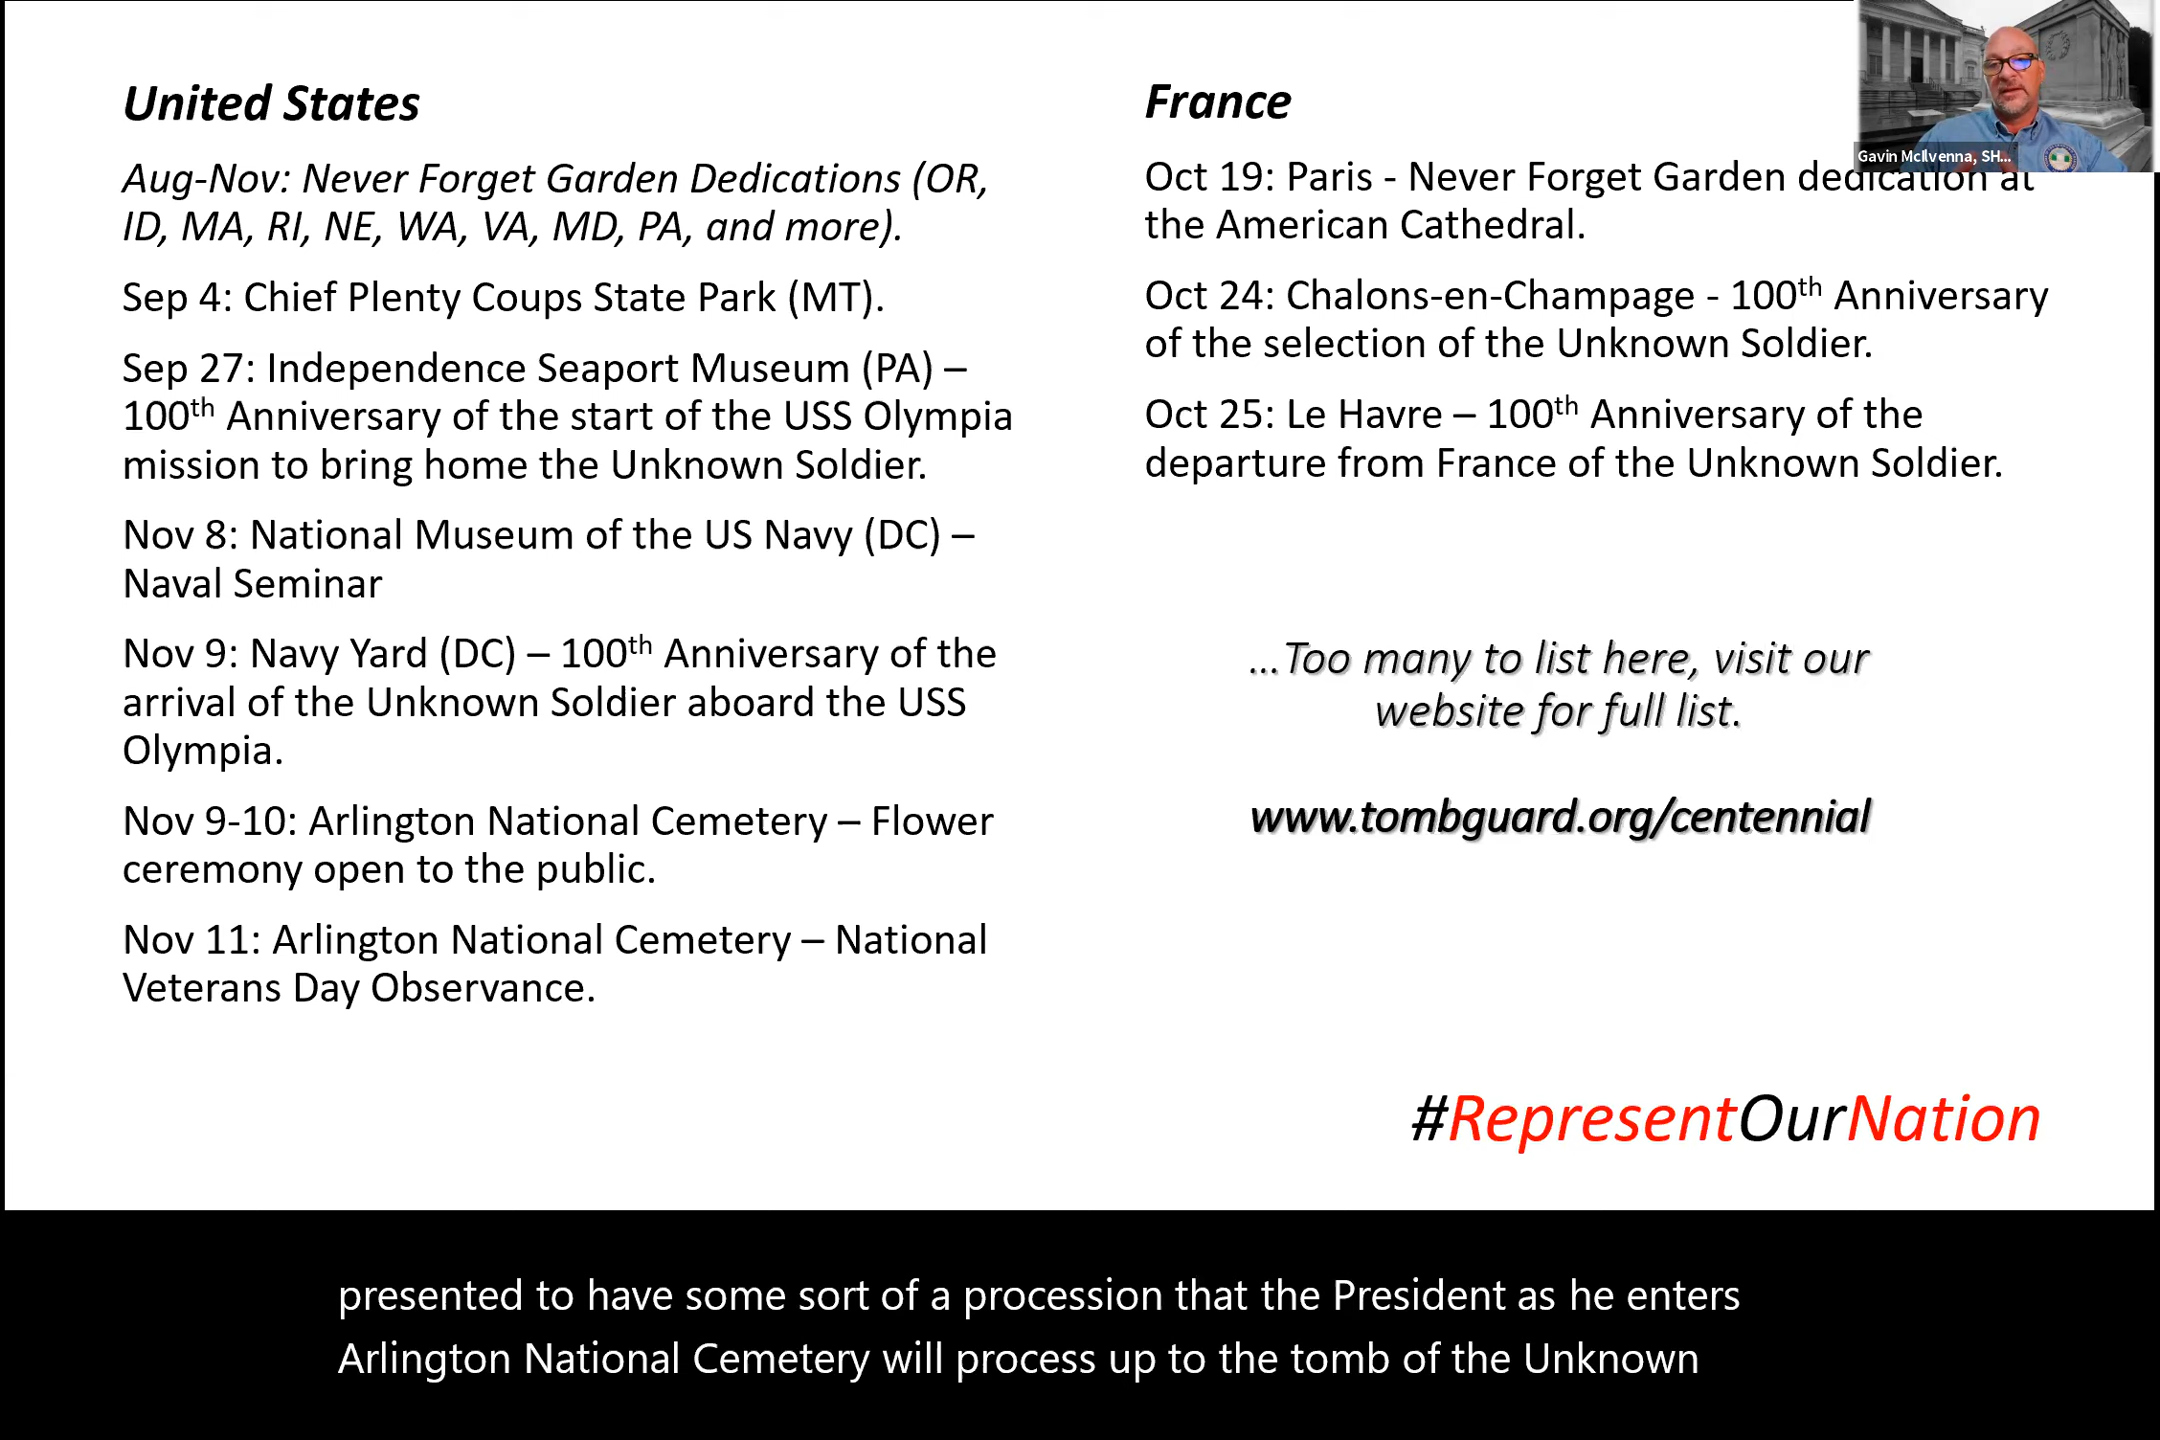 United States
Aug-Nov: Never Forget Garden Dedications (OR,
ID, MA, RI, NE, WA, VA, MD, PA, and more).
Sep 4: Chief Plenty Coups State Park (MT).
Sep 27: Independence Seaport Museum (PA) –
100th Anniversary of the start of the USS Olympia
mission to bring home the Unknown Soldier.
Nov 8: National Museum of the US Navy (DC) –
Naval Seminar
Nov 9: Navy Yard (DC) – 100th Anniversary of the
arrival of the Unknown Soldier aboard the USS
Olympia.
Nov 9-10: Arlington National Cemetery – Flower
ceremony open to the public.
Nov 11: Arlington National Cemetery – National
Veterans Day Observance.
France
Oct 19: Paris - Never Forget Garden dedication at
the American Cathedral.
Oct 24: Chalons-en-Champage - 100th Anniversary
of the selection of the Unknown Soldier.
Oct 25: Le Havre – 100th Anniversary of the
departure from France of the Unknown Soldier.
...Too many to list here, visit our
website for full list.
www.tombguard.org/centennial
#RepresentOurNation
Gavin McIlvenna, SH...
presented to have some sort of a procession that the President as he enters
Arlington National Cemetery will process up to the tomb of the Unknown